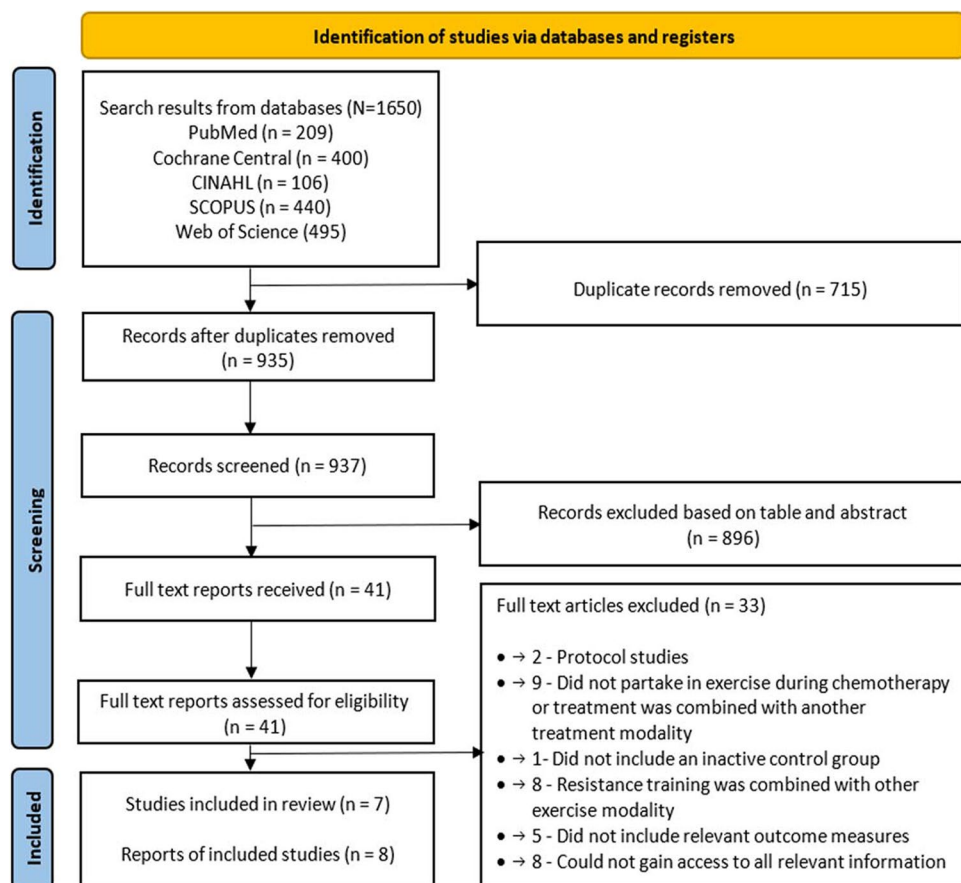 Identification of studies via databases and registers
Identification
Search results from databases (N=1650)
PubMed (n = 209)
Cochrane Central (n = 400)
CINAHL (n = 106)
SCOPUS (n = 440)
Web of Science (495)
Duplicate records removed (n = 715)
Screening
Records after duplicates removed
(n = 935)
Records screened (n = 937)
Records excluded based on table and abstract
(n = 896)
Full text reports received (n = 41)
Full text reports assessed for eligibility
(n = 41)
Full text articles excluded (n = 33)
• → 2 - Protocol studies
• → 9 - Did not partake in exercise during chemotherapy
or treatment was combined with another
treatment modality
• → 1- Did not include an inactive control group
• → 8 - Resistance training was combined with other
exercise modality
• → 5 - Did not include relevant outcome measures
• → 8 - Could not gain access to all relevant information
Included
Studies included in review (n = 7)
Reports of included studies (n = 8)